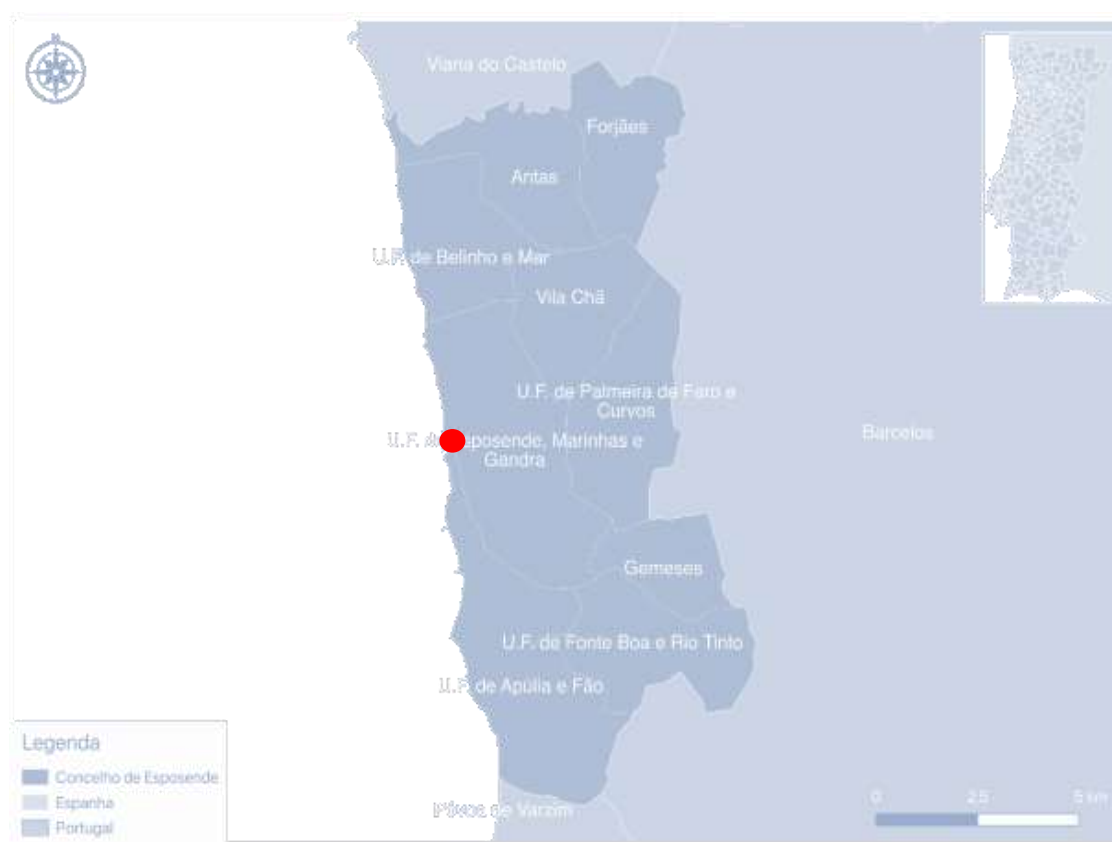 N
Viana do Castelo
Forjães
Antas
U.F. de Belinho e Mar
Vila Chã
U.F. de Palmeira de Faro e
Curvos
U.F. de Esposende, Marinhas e
Gandra
Barcelos
Gemeses
U.F. de Fonte Boa e Rio Tinto
U.F. de Apúlia e Fão
Póvoa de Varzim
Legenda
Concelho de Esposende
Espanha
Portugal
0 2.5 5 km